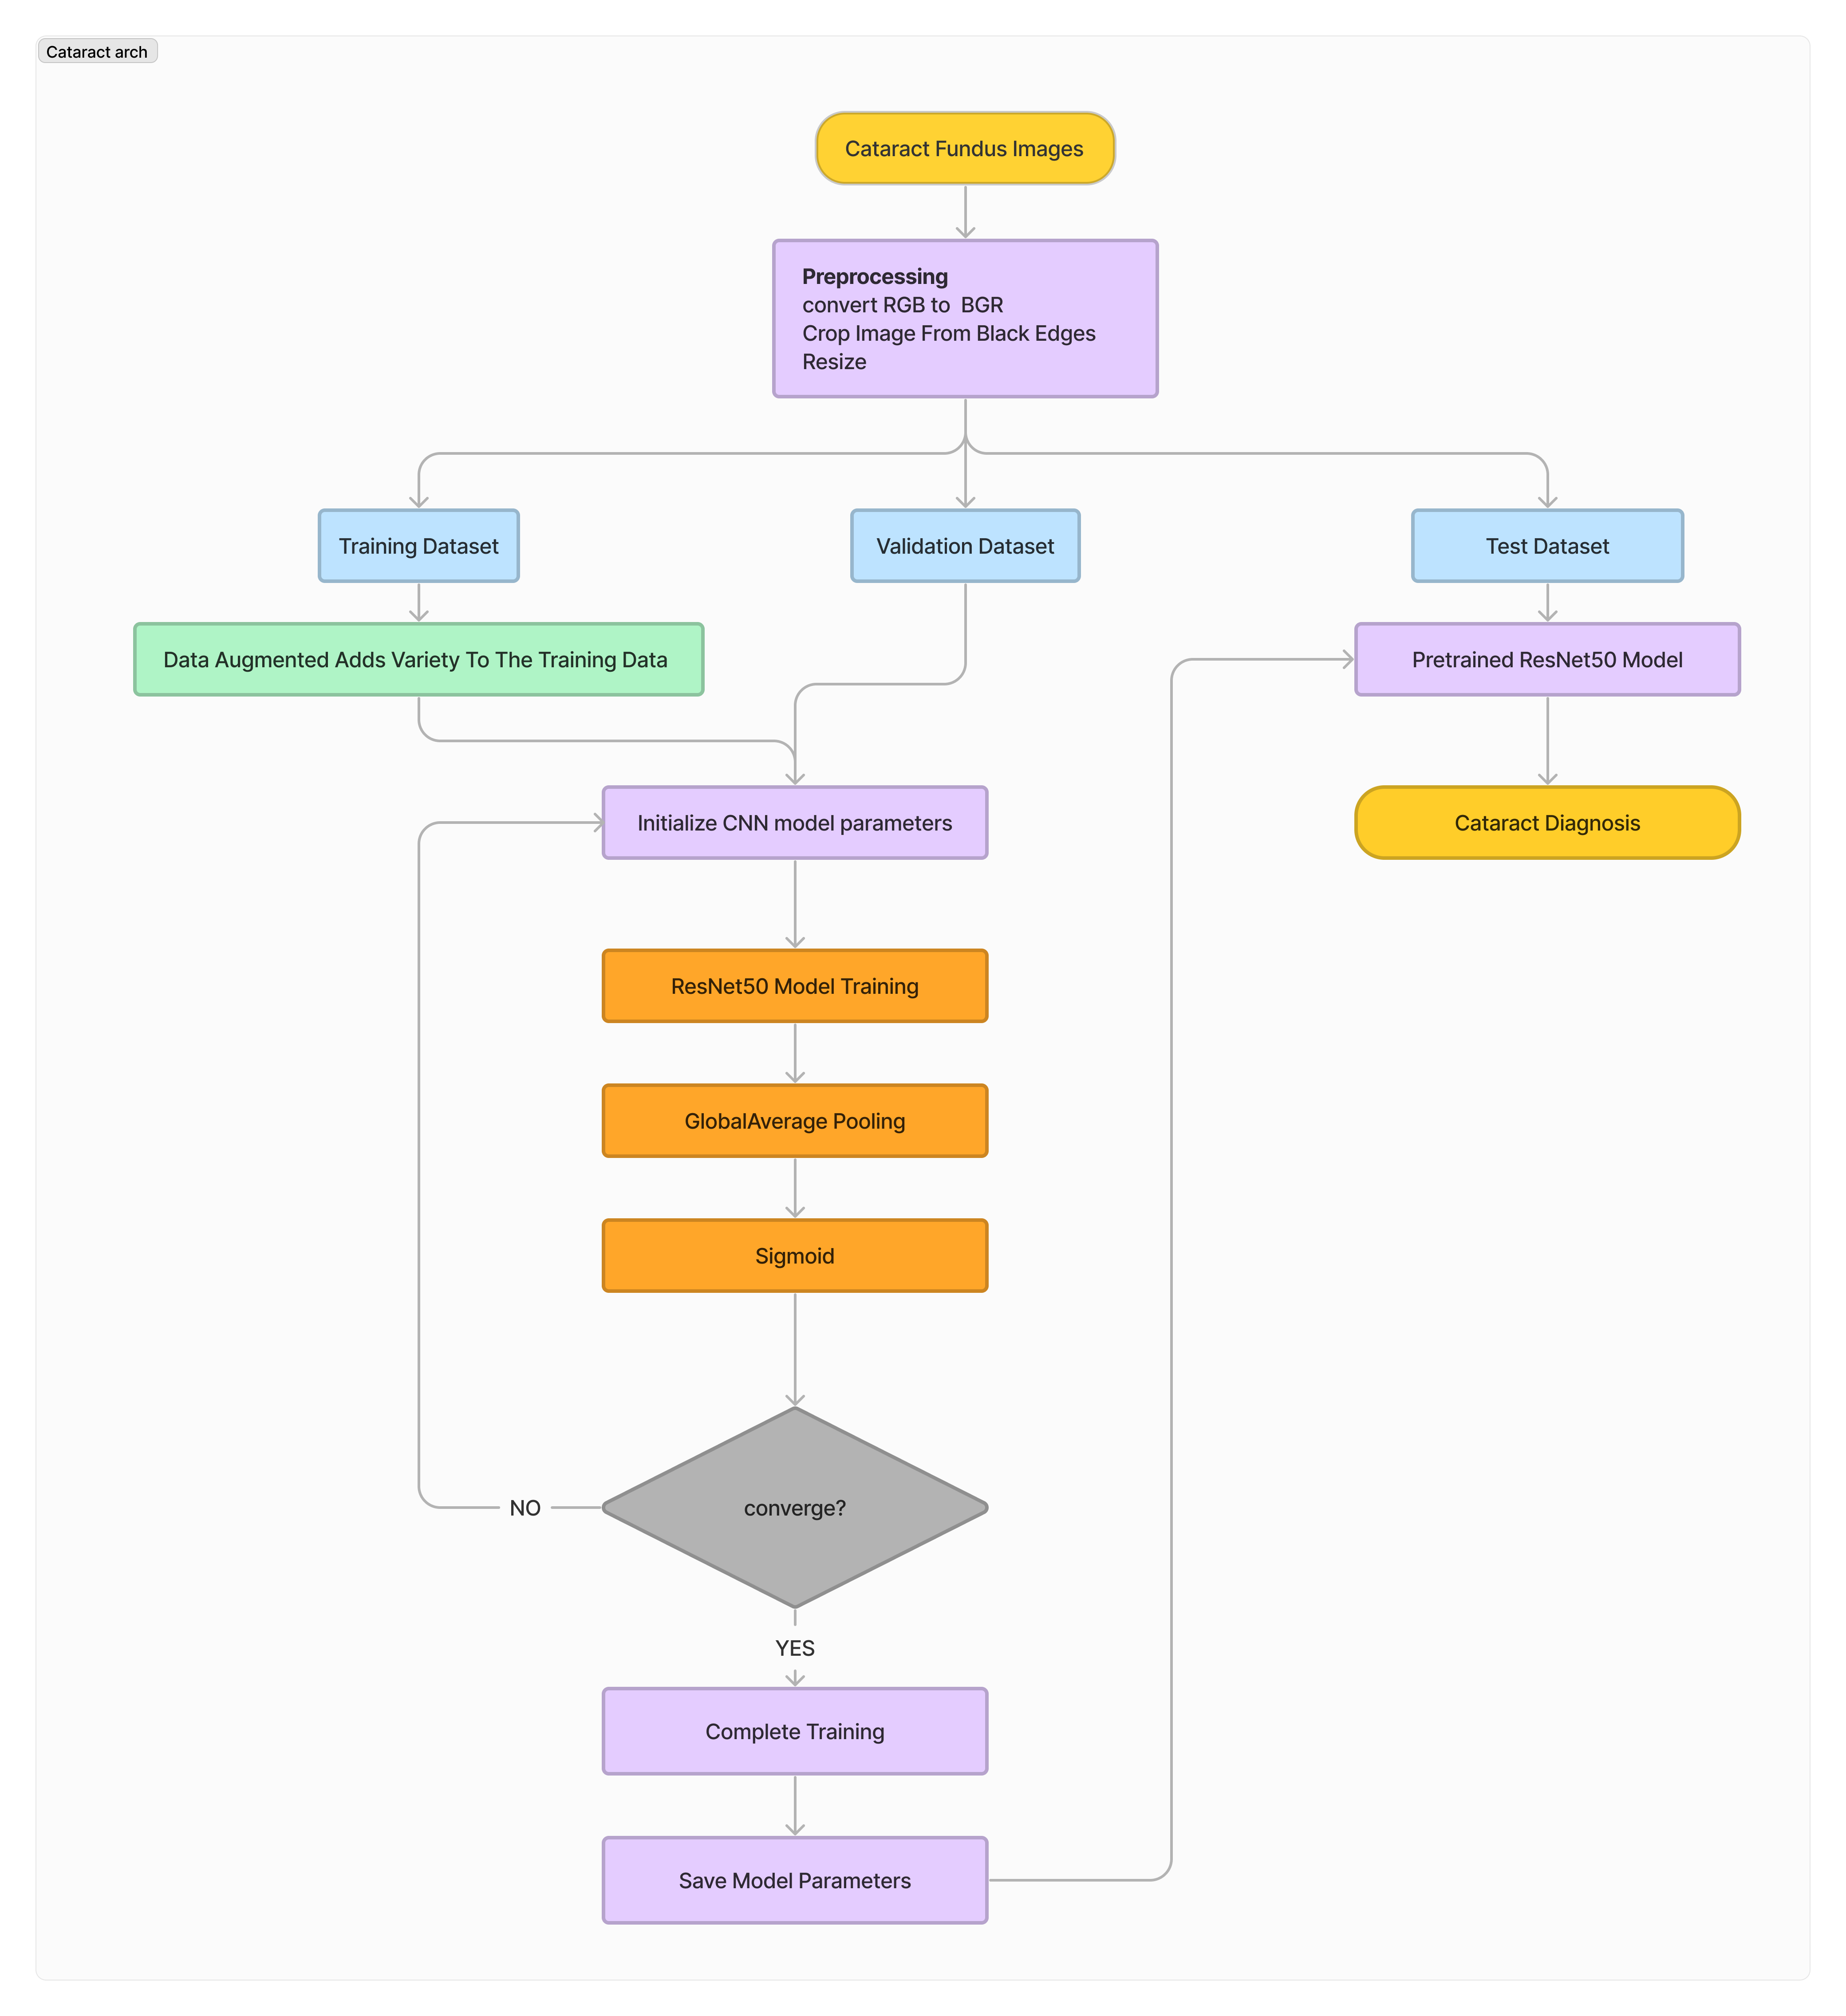 Cataract arch
Cataract Fundus Images
Preprocessing
convert RGB to  BGR
Crop Image From Black Edges
Resize
Training Dataset
Validation Dataset
Test Dataset
Data Augmented Adds Variety To The Training Data
Pretrained ResNet50 Model
Initialize CNN model parameters
Cataract Diagnosis
ResNet50 Model Training
GlobalAverage Pooling
Sigmoid
converge?
NO
YES
Complete Training
Save Model Parameters